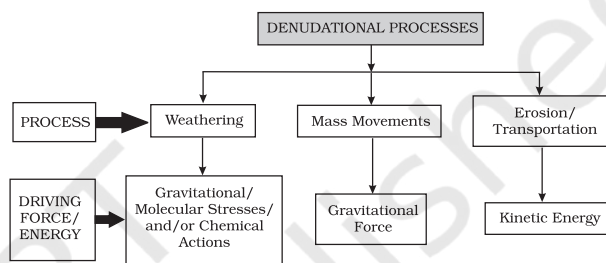 DENUDATIONAL PROCESSES
PROCESS
Weathering
Mass Movements
Erosion/
Transportation
DRIVING
FORCE/
ENERGY
Gravitational/
Molecular Stresses/
and/or Chemical
Actions
Gravitational
Force
Kinetic Energy